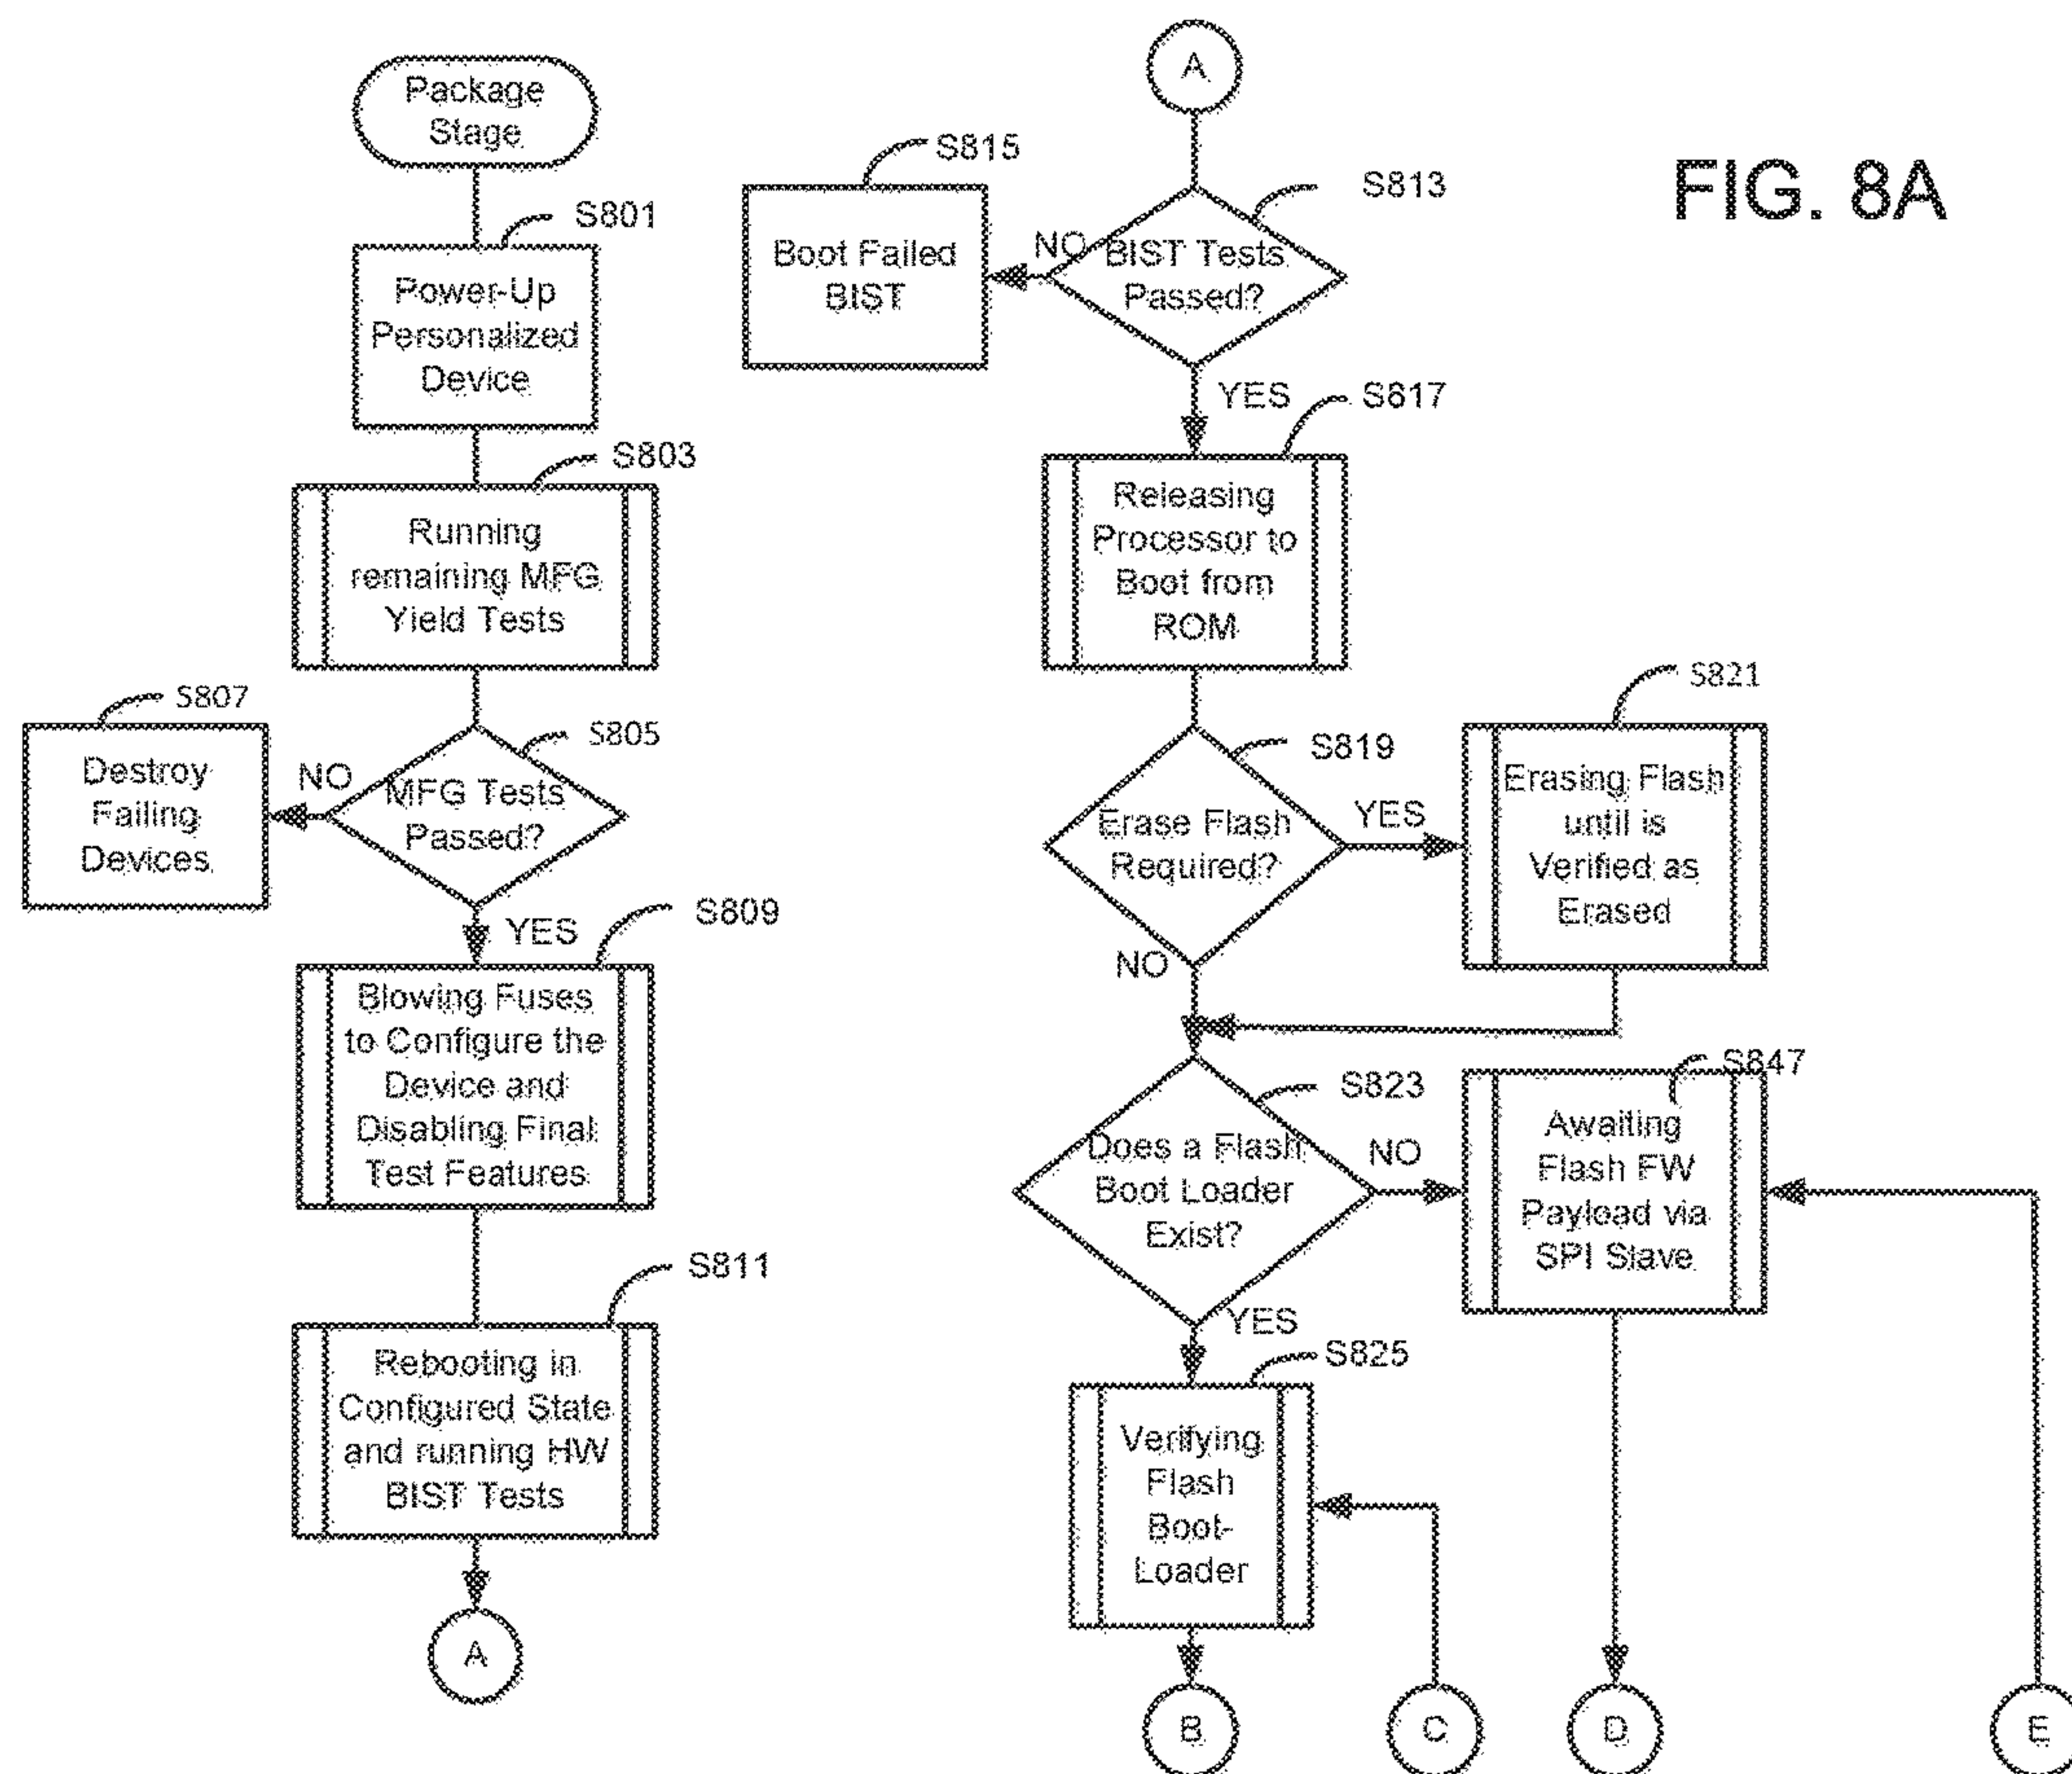 Package
Stage
S801
Power-Up
Personalized
Device
S803
Running
remaining MFG
Yield Tests
S807
Destroy
Failing
Devices
NO
S805
MFG Tests
Passed?
YES
S809
Blowing Fuses
to Configure the
Device and
Disabling Final
Test Features
S811
Rebooting in
Configured State
and running HW
BIST Tests
A
A
FIG. 8A
S815
Boot Failed
BIST
NO
S813
BIST Tests
Passed?
YES
S817
Releasing
Processor to
Boot from
ROM
S819
Erase Flash
Required?
YES
S821
Erasing Flash
until is
Verified as
Erased
NO
S823
Does a Flash
Boot Loader
Exist?
NO
S847
Awaiting
Flash FW
Payload via
SPI Slave
YES
S825
Verifying
Flash
Boot-
Loader
B
C
D
E